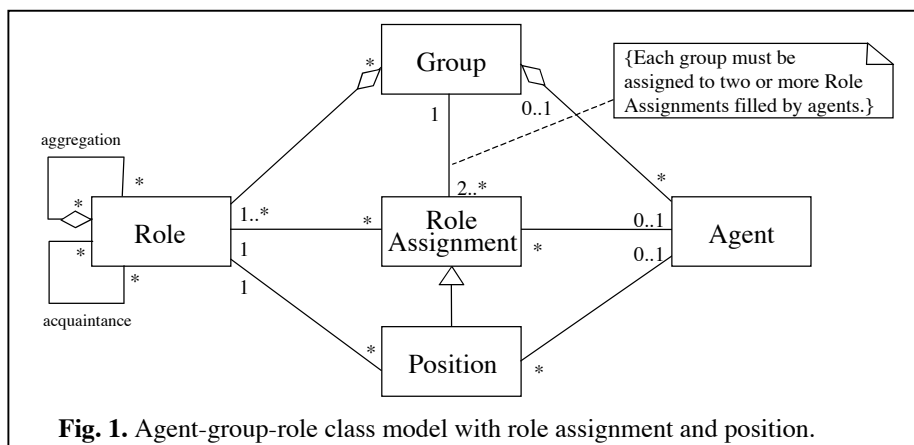 Group
{Each group must be
assigned to two or more Role
Assignments filled by agents.}
*
1
0..1
aggregation
*
*
2..*
*
Role
1..*
*
Role
Assignment
0..1
Agent
*
*
1
*
0..1
1
acquaintance
*
Position
*
Fig. 1. Agent-group-role class model with role assignment and position.